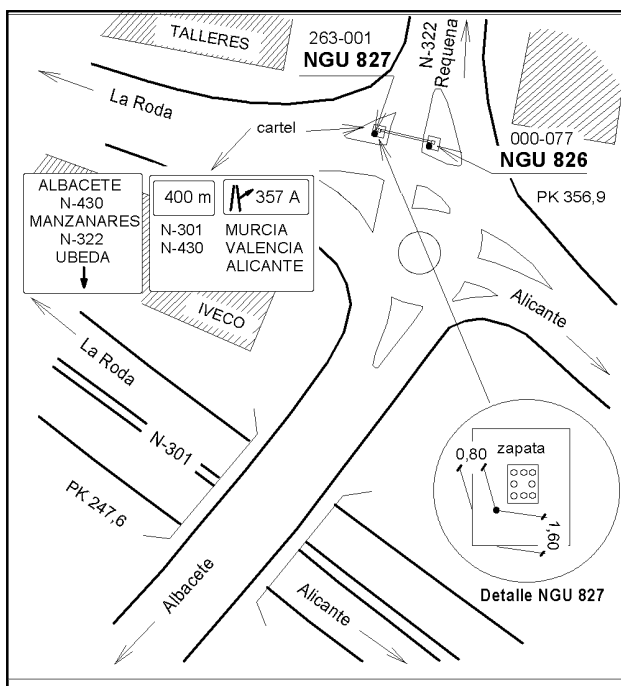 TALLERES
263-001
NGU 827
N-322
Requena
La Roda
cartel
000-077
NGU 826
PK 356,9
ALBACETE
N-430
MANZANARES
N-322
UBEDA
400 m
357 A
N-301 MURCIA
N-430 VALENCIA
ALICANTE
IVECO
Alicante
La Roda
N-301
PK 247,6
0,80
zapata
1,60
Detalle NGU 827
Albacete
Alicante